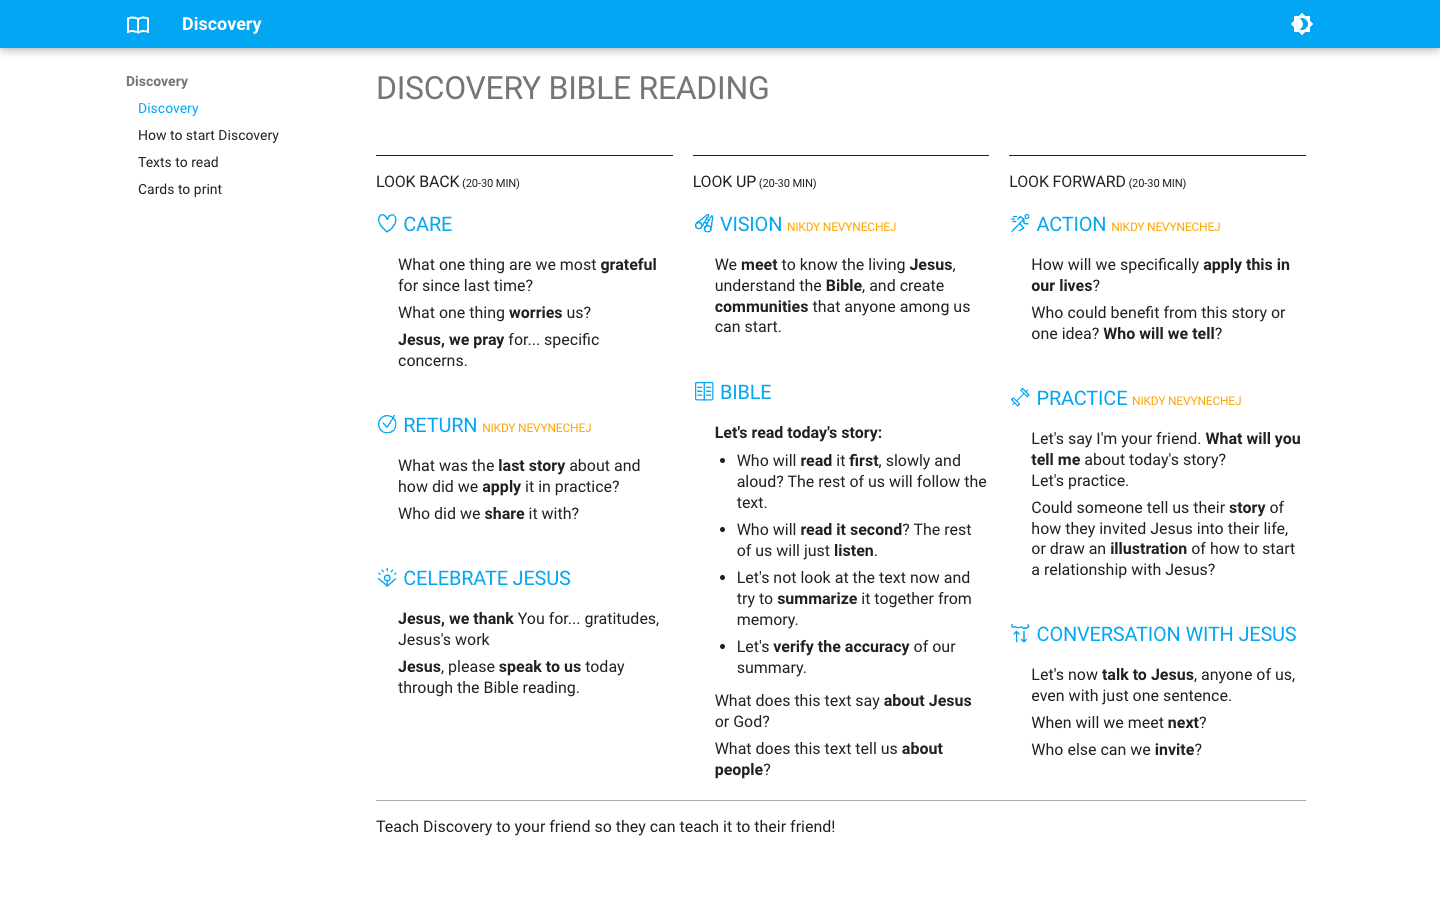 Discovery
Discovery
Discovery
How to start Discovery
Texts to read
Cards to print
DISCOVERY BIBLE READING
LOOK BACK (20-30 MIN)
CARE
What one thing are we most grateful
for since last time?
What one thing worries us?
Jesus, we pray for... specific
concerns.
RETURN NIKDY NEVYNECHEJ
What was the last story about and
how did we apply it in practice?
Who did we share it with?
CELEBRATE JESUS
Jesus, we thank You for... gratitudes,
Jesus's work
Jesus, please speak to us today
through the Bible reading.
LOOK UP (20-30 MIN)
VISION NIKDY NEVYNECHEJ
We meet to know the living Jesus,
understand the Bible, and create
communities that anyone among us
can start.
BIBLE
Let's read today's story:
• Who will read it first, slowly and
aloud? The rest of us will follow the
text.
• Who will read it second? The rest
of us will just listen.
• Let's not look at the text now and
try to summarize it together from
memory.
• Let's verify the accuracy of our
summary.
What does this text say about Jesus
or God?
What does this text tell us about
people?
LOOK FORWARD (20-30 MIN)
ACTION NIKDY NEVYNECHEJ
How will we specifically apply this in
our lives?
Who could benefit from this story or
one idea? Who will we tell?
PRACTICE NIKDY NEVYNECHEJ
Let's say I'm your friend. What will you
tell me about today's story?
Let's practice.
Could someone tell us their story of
how they invited Jesus into their life,
or draw an illustration of how to start
a relationship with Jesus?
CONVERSATION WITH JESUS
Let's now talk to Jesus, anyone of us,
even with just one sentence.
When will we meet next?
Who else can we invite?
Teach Discovery to your friend so they can teach it to their friend!